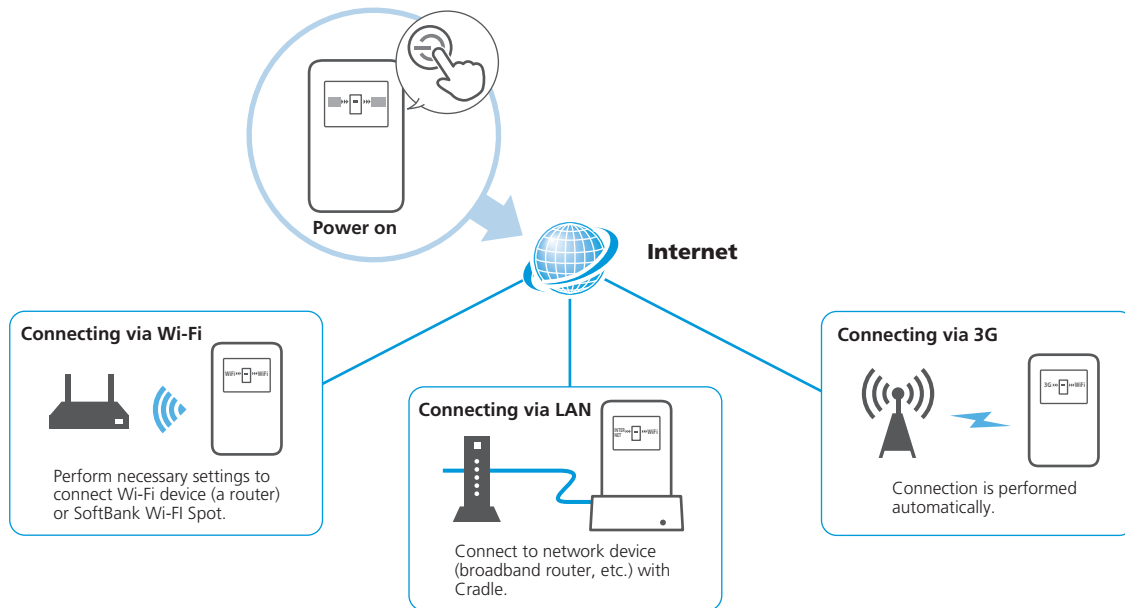 Power on
Internet
Connecting via Wi-Fi
WiFi
WiFi
Perform necessary settings to
connect Wi-Fi device (a router)
or SoftBank Wi-FI Spot.
Connecting via LAN
INTER
NET
WiFi
Connect to network device
(broadband router, etc.) with
Cradle.
Connecting via 3G
3G
WiFi
Connection is performed
automatically.